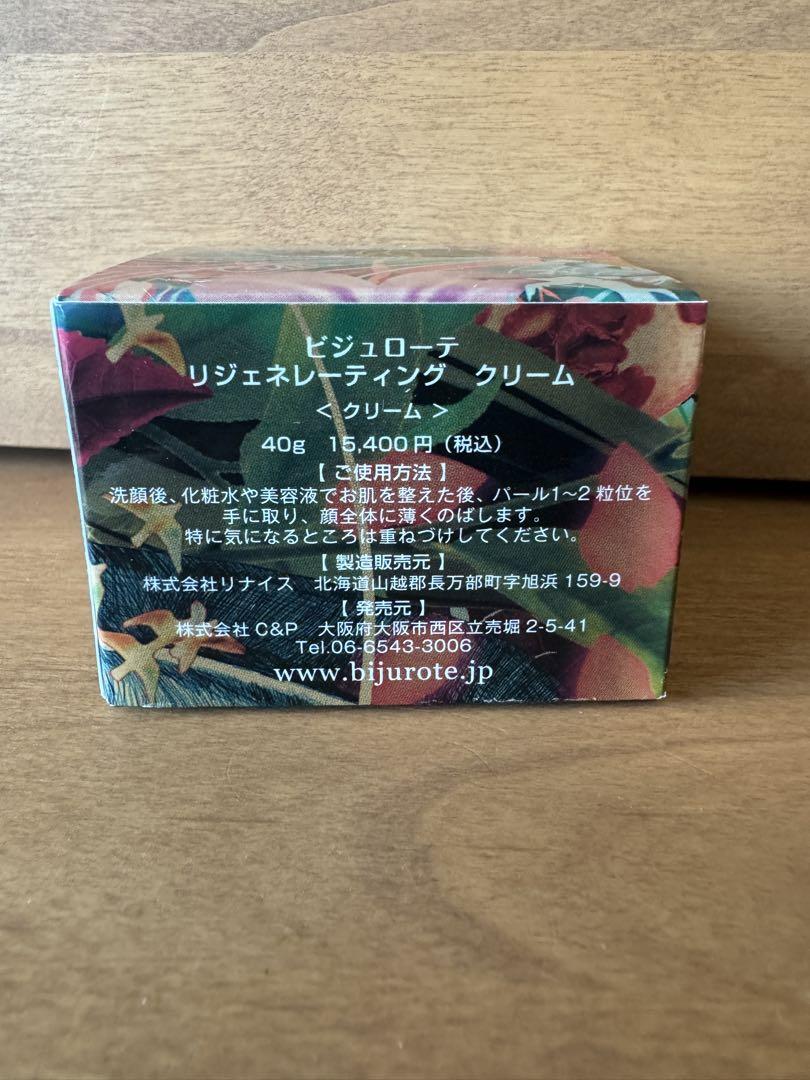 ビジュローテ
リジェネレーティング　クリーム
＜ クリーム ＞
40g　15,400円（税込）
【 ご使用方法 】
洗顔後、化粧水や美容液でお肌を整えた後、パール1~2 粒位を
手に取り、顔全体に薄くのばします。
特に気になるところは重ねづけしてください。
【 製造販売元 】
株式会社リナイス　北海道山越郡長万部町字旭浜 159-9
【 発売元 】
株式会社 C&P　大阪府大阪市西区立売堀 2-5-41
Tel.06-6543-3006
www.bijurote.jp